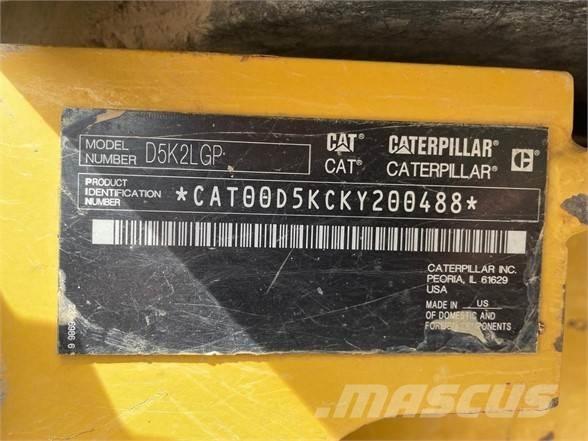 MODEL NUMBER D5K2LGP
CAT CATERPILLAR C
CAT® CATERPILLAR®
PRODUCT
IDENTIFICATION
NUMBER
*CAT00D5KCKY200488*
CATERPILLAR INC.
PEORIA, IL 61629
USA
MADE IN US
OF DOMESTIC AND
FOREIGN COMPONENTS
MASCUS